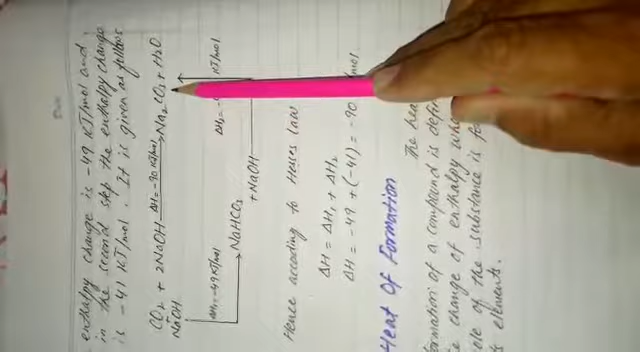 enthalpy change is -49 KJ/mol and
in the second step the enthalpy change
is -41 KJ/mol. It is given as follows
CO2 + 2NaOH ΔH=-90 KJ/mol Na2CO3 + H2O
NaOH
ΔH1=-49 KJ/mol ΔH2=- KJ/mol
NaHCO3
+ NaOH
Hence according to Hesses law
ΔH = ΔH1 + ΔH2
ΔH = -49 + (-41) = -90 /mol
Heat Of Formation
The hea
formation of a compound is defi
change of enthalpy whe
of the substance is fo
elements.